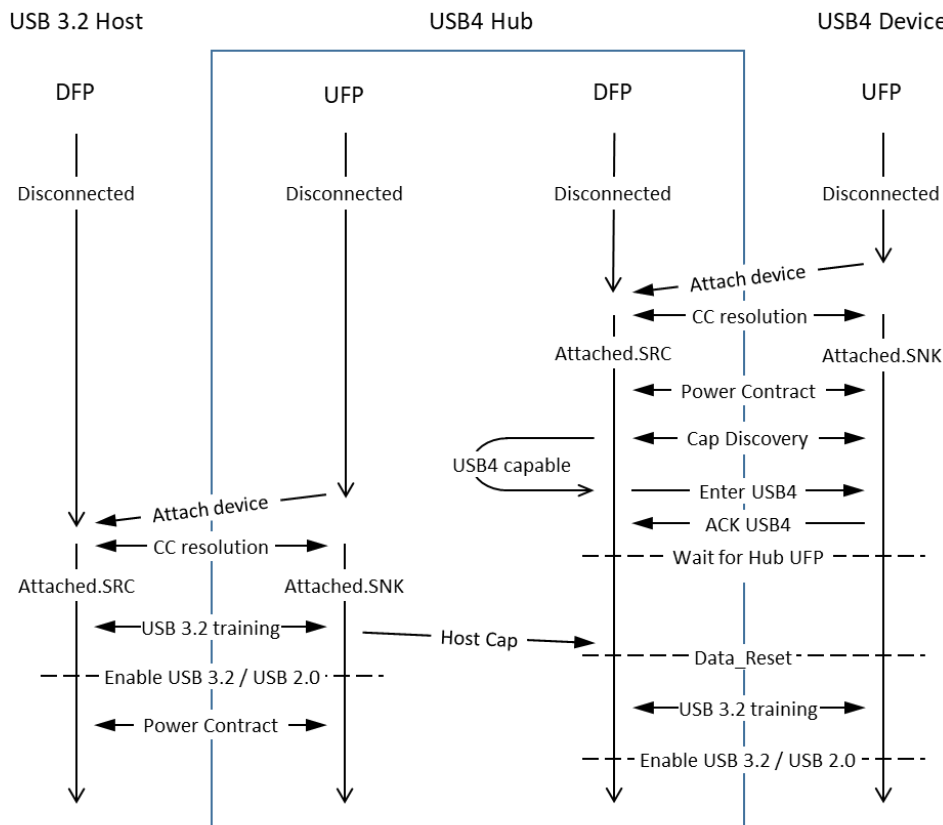 USB 3.2 Host
USB4 Hub
USB4 Device
DFP
UFP
DFP
UFP
Disconnected
Disconnected
Disconnected
Disconnected
Attach device
CC resolution
Attached.SRC
Attached.SNK
Power Contract
Cap Discovery
USB4 capable
Enter USB4
Attach device
ACK USB4
CC resolution
Wait for Hub UFP
Attached.SRC
Attached.SNK
USB 3.2 training
Host Cap
Data_Reset
Enable USB 3.2 / USB 2.0
USB 3.2 training
Power Contract
Enable USB 3.2 / USB 2.0